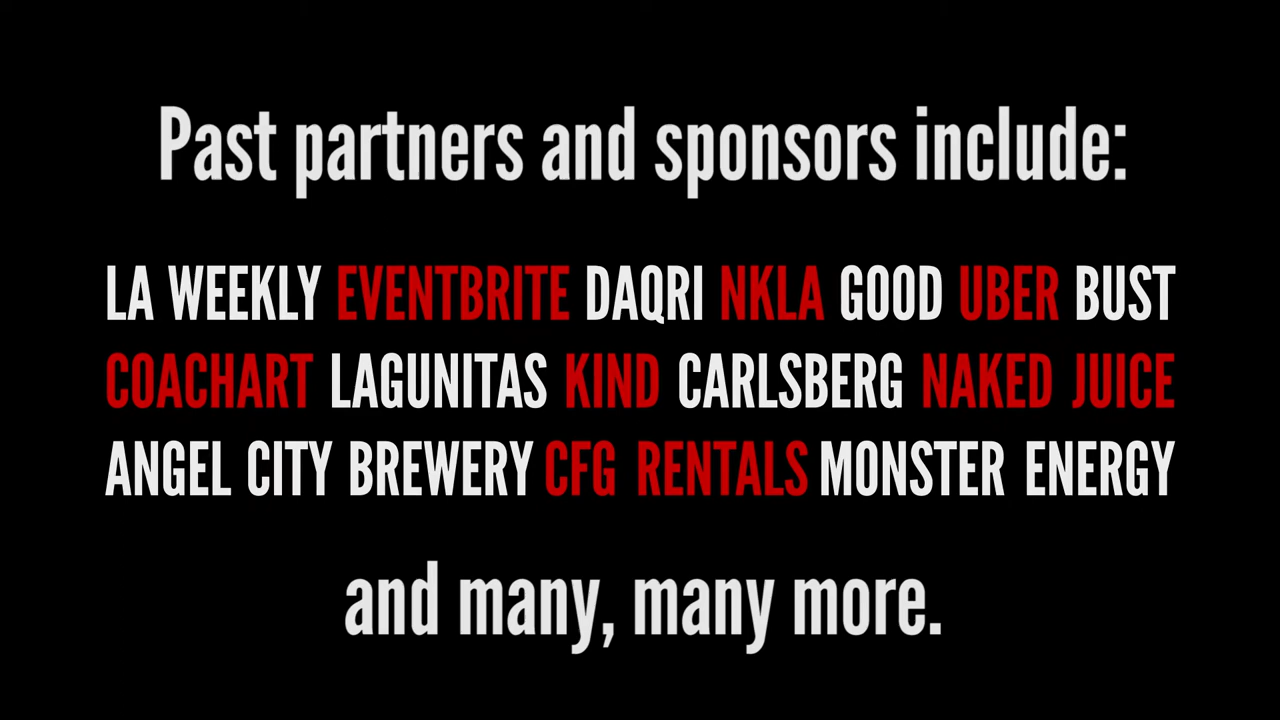 Past partners and sponsors include:
LA WEEKLY EVENTBRITE DAQRI NKLA GOOD UBER BUST
COACHART LAGUNITAS KIND CARLSBERG NAKED JUICE
ANGEL CITY BREWERY CFG RENTALS MONSTER ENERGY
and many, many more.